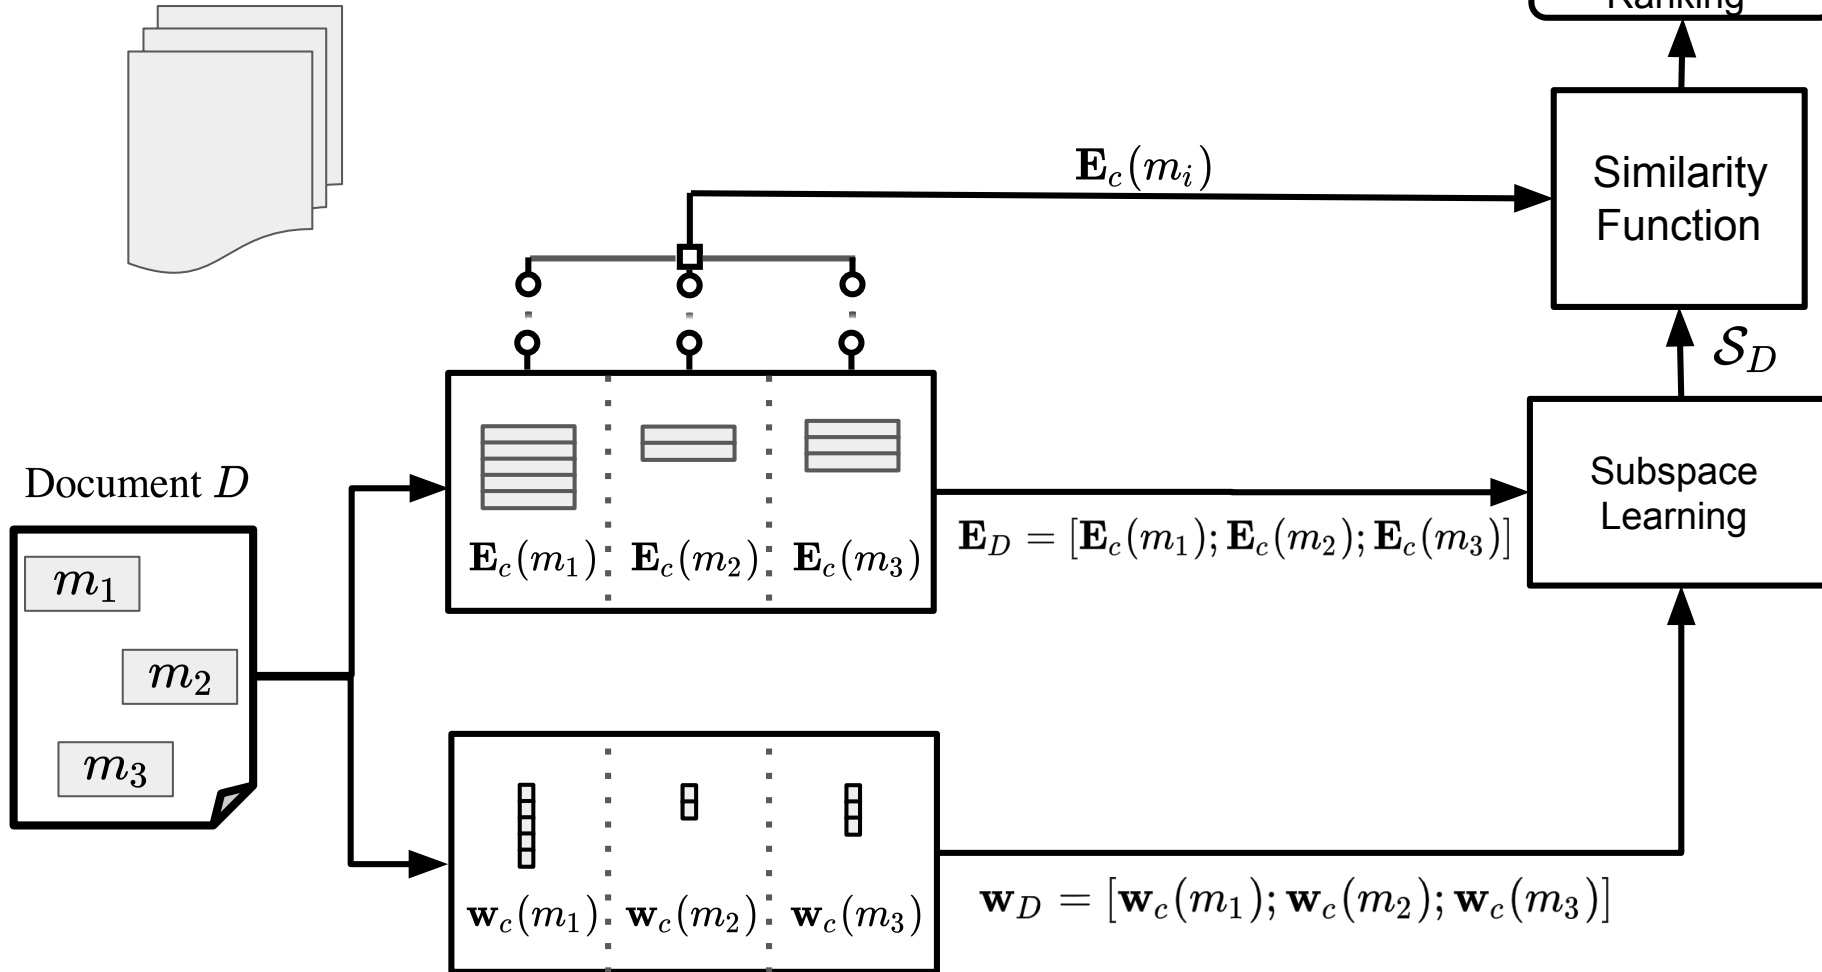 Ranking
E_c(m_i)
Similarity
Function
S_D
Document D
Subspace
Learning
E_D = [E_c(m_1); E_c(m_2); E_c(m_3)]
E_c(m_1) E_c(m_2) E_c(m_3)
m_1
m_2
m_3
w_c(m_1) w_c(m_2) w_c(m_3)
w_D = [w_c(m_1); w_c(m_2); w_c(m_3)]